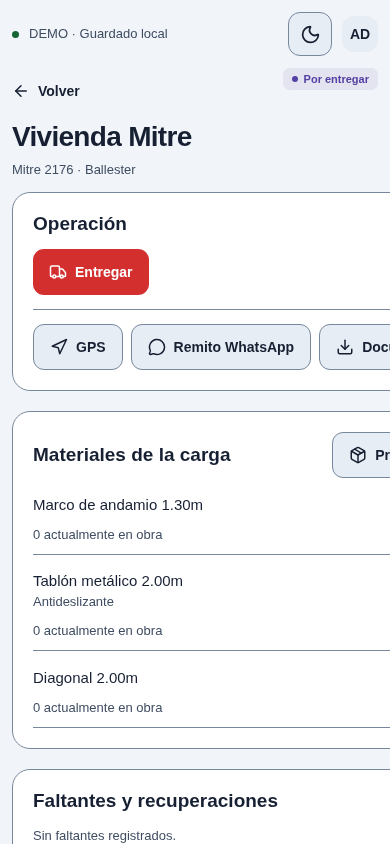 DEMO · Guardado local
AD
Por entregar
Volver
Vivienda Mitre
Mitre 2176 · Ballester
Operación
Entregar
GPS
Remito WhatsApp
Materiales de la carga
Marco de andamio 1.30m
0 actualmente en obra
Tablón metálico 2.00m
Antideslizante
0 actualmente en obra
Diagonal 2.00m
0 actualmente en obra
Faltantes y recuperaciones
Sin faltantes registrados.